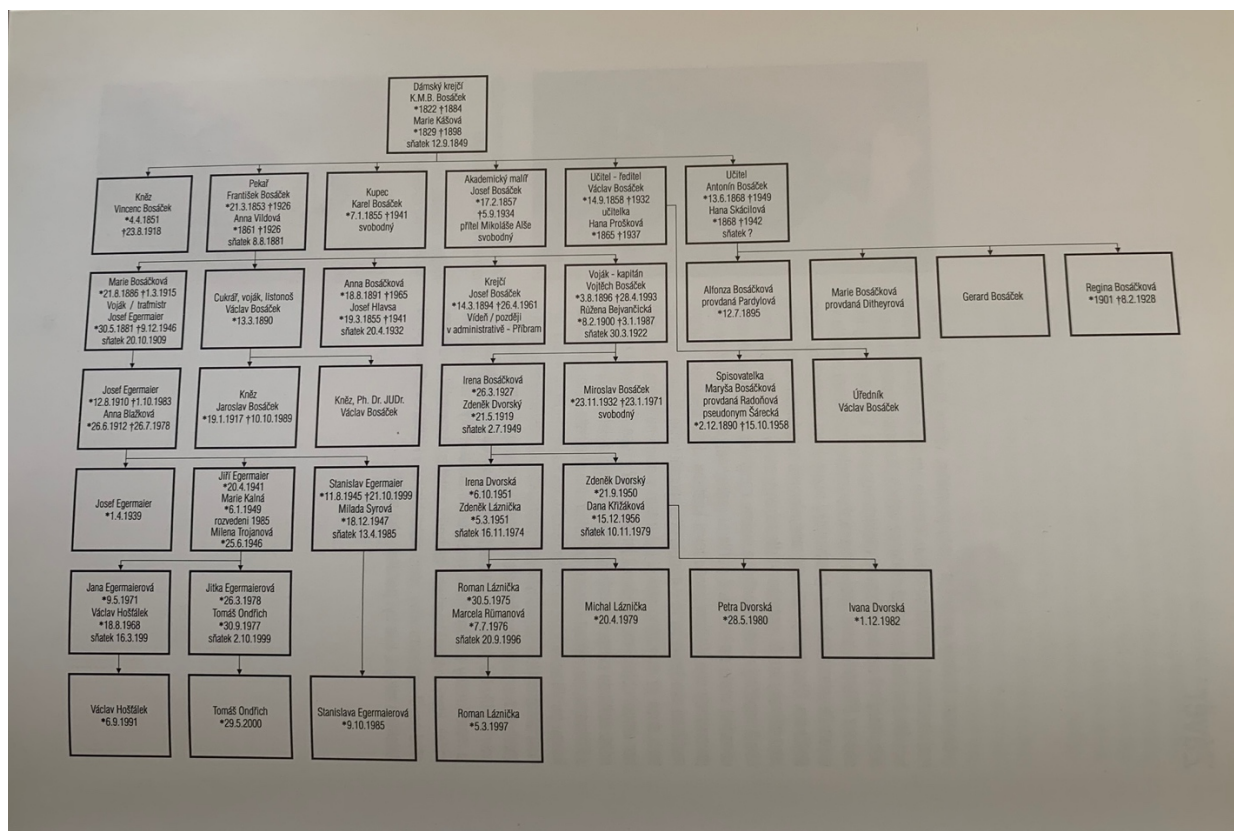 Dámský krejčí
K.M.B. Bosáček
*1822 †1884
Marie Kášová
*1829 †1898
sňatek 12.9.1849
Kněz
Vincenc Bosáček
*4.4.1851
†23.8.1918
Pekař
František Bosáček
*21.3.1853 †1926
Anna Vildová
*1861 †1926
sňatek 8.8.1881
Kupec
Karel Bosáček
*7.1.1855 †1941
svobodný
Akademický malíř
Josef Bosáček
*17.2.1857
†5.9.1934
přítel Mikoláše Alše
svobodný
Učitel - ředitel
Václav Bosáček
*14.9.1858 †1932
učitelka
Hana Prošková
*1865 †1937
Učitel
Antonín Bosáček
*13.6.1868 †1949
Hana Skácilová
*1868 †1942
sňatek ?
Marie Bosáčková
*21.8.1886 †1.3.1915
Voják / trafmistr
Josef Egermaier
*30.5.1881 †9.12.1946
sňatek 20.10.1909
Cukrář, voják, listonoš
Václav Bosáček
*13.3.1890
Anna Bosáčková
*18.8.1891 †1965
Josef Hlavsa
*19.3.1855 †1941
sňatek 20.4.1932
Krejčí
Josef Bosáček
*14.3.1894 †26.4.1961
Vídeň / později
v administrativě - Příbram
Voják - kapitán
Vojtěch Bosáček
*3.8.1896 †28.4.1993
Růžena Bejvančická
*8.2.1900 †3.1.1987
sňatek 30.3.1922
Alfonza Bosáčková
provdaná Pardylová
*12.7.1895
Marie Bosáčková
provdaná Ditheyrová
Gerard Bosáček
Regina Bosáčková
*1901 †8.2.1928
Josef Egermaier
*12.8.1910 †1.10.1983
Anna Blažková
*26.6.1912 †26.7.1978
Kněz
Jaroslav Bosáček
*19.1.1917 †10.10.1989
Kněz, Ph. Dr. JUDr.
Václav Bosáček
Irena Bosáčková
*26.3.1927
Zdeněk Dvorský
*21.5.1919
sňatek 2.7.1949
Miroslav Bosáček
*23.11.1932 †23.1.1971
svobodný
Spisovatelka
Maryša Bosáčková
provdaná Radoňová
pseudonym Šárecká
*2.12.1890 †15.10.1958
Úředník
Václav Bosáček
Josef Egermaier
*1.4.1939
Jiří Egermaier
*20.4.1941
Marie Kalná
*6.1.1949
rozvedeni 1985
Milena Trojanová
*25.6.1946
Stanislav Egermaier
*11.8.1945 †21.10.1999
Milada Syrová
*18.12.1947
sňatek 13.4.1985
Irena Dvorská
*6.10.1951
Zdeněk Láznička
*5.3.1951
sňatek 16.11.1974
Zdeněk Dvorský
*21.9.1950
Dana Křižáková
*15.12.1956
sňatek 10.11.1979
Jana Egermaierová
*9.5.1971
Václav Hošťálek
*18.8.1968
sňatek 16.3.199
Jitka Egermaierová
*26.3.1978
Tomáš Ondřich
*30.9.1977
sňatek 2.10.1999
Roman Láznička
*30.5.1975
Marcela Rümanová
*7.7.1976
sňatek 20.9.1996
Michal Láznička
*20.4.1979
Petra Dvorská
*28.5.1980
Ivana Dvorská
*1.12.1982
Václav Hošťálek
*6.9.1991
Tomáš Ondřich
*29.5.2000
Stanislava Egermaierová
*9.10.1985
Roman Láznička
*5.3.1997